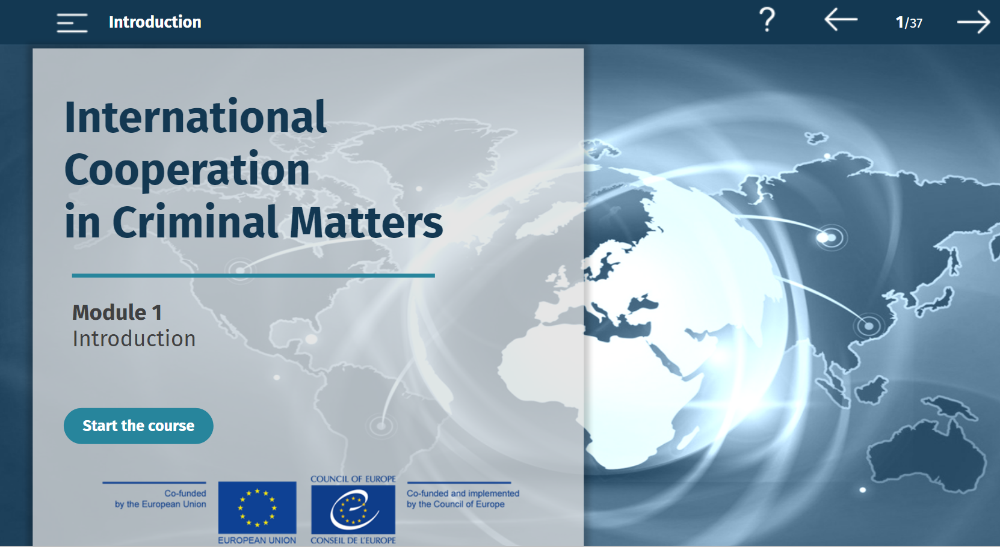 Introduction
?
1/37
International
Cooperation
in Criminal Matters
Module 1
Introduction
Start the course
Co-funded
by the European Union
EUROPEAN UNION
COUNCIL OF EUROPE
CONSEIL DE L'EUROPE
Co-funded and implemented
by the Council of Europe